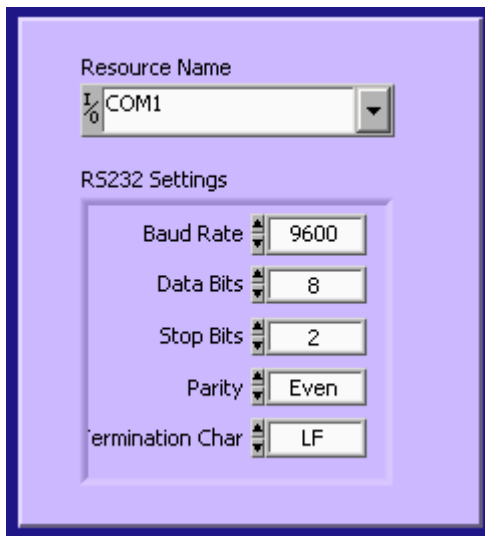 Resource Name
I/O COM1
RS232 Settings
Baud Rate 9600
Data Bits 8
Stop Bits 2
Parity Even
ermination Char LF